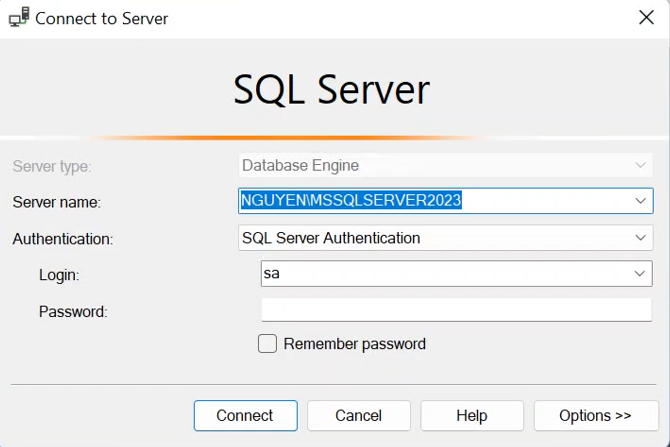 Connect to Server
SQL Server
Server type: Database Engine
Server name: NGUYEN\MSSQLSERVER2023
Authentication: SQL Server Authentication
Login: sa
Password:
Remember password
Connect Cancel Help Options >>